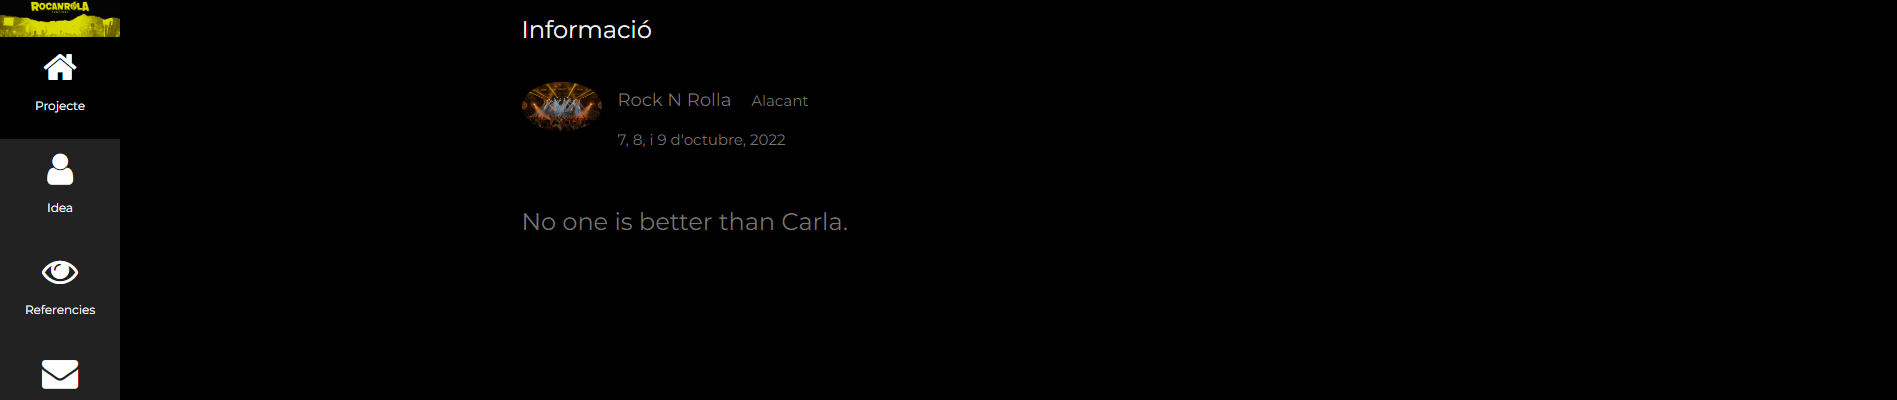 ROCANROLA
Projecte
Idea
Referencies
Informació
Rock N Rolla Alacant
7, 8, i 9 d'octubre, 2022
No one is better than Carla.